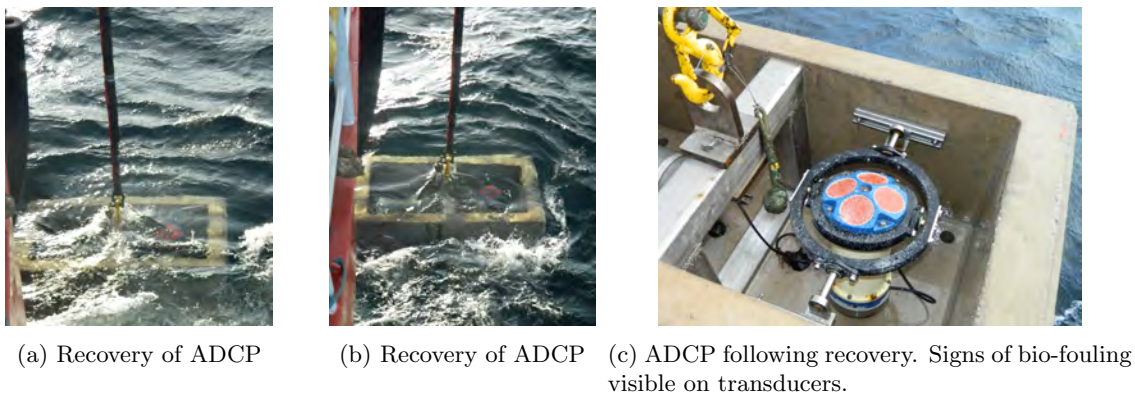 (a) Recovery of ADCP
(b) Recovery of ADCP
(c) ADCP following recovery. Signs of bio-fouling
visible on transducers.